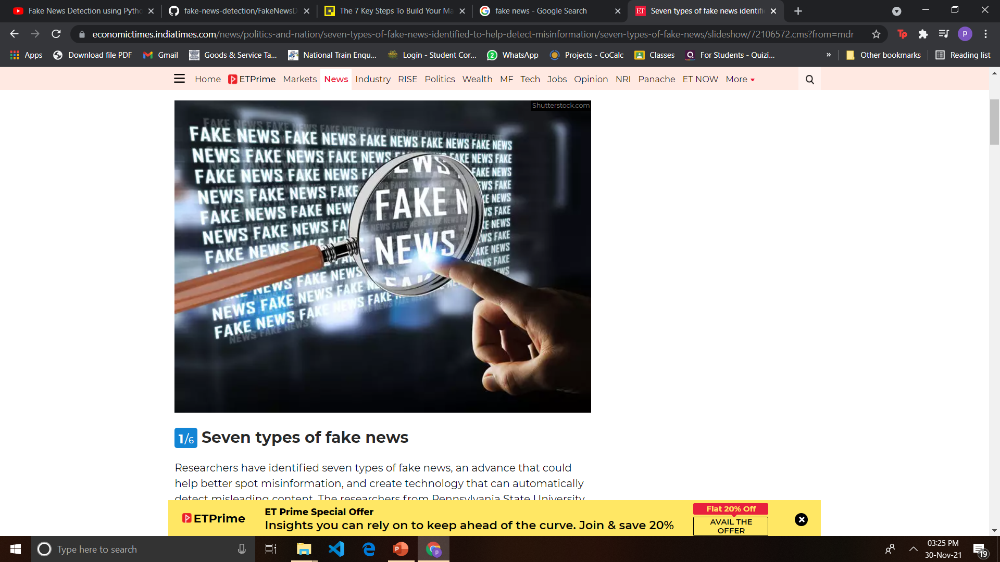 Fake News Detection using Pytho
fake-news-detection/FakeNewsD
The 7 Key Steps To Build Your Ma
fake news - Google Search
Seven types of fake news identifi
economictimes.indiatimes.com/news/politics-and-nation/seven-types-of-fake-news-identified-to-help-detect-misinformation/seven-types-of-fake-news/slideshow/72106572.cms?from=mdr
Apps Download file PDF Gmail Goods & Service Ta... National Train Enqu... Login - Student Cor... WhatsApp Projects - CoCalc Classes For Students - Quizi... » Other bookmarks Reading list
Home ETPrime Markets News Industry RISE Politics Wealth MF Tech Jobs Opinion NRI Panache ET NOW More
Shutterstock.com
FAKE NEWS FAKE NEWS FAKE NEWS FAKE NEWS FAKE NEWS
NEWS FAKE NEWS FAKE NEWS FAKE NEWS FAKE
FAKE NEWS FAKE NEWS FAKE NEWS FAKE NEWS
NEWS FAKE NEWS FAKE NEWS FAKE
FAKE NEWS FAKE NEWS
NEWS FAKE NEWS
FAKE NEWS FAKE NEWS
FAKE NEWS
NEWS FAKE NEWS FAKE
FAKE NEWS FAKE NEWS FAKE
1/6 Seven types of fake news
Researchers have identified seven types of fake news, an advance that could
help better spot misinformation, and create technology that can automatically
detect misleading content. The researchers from Pennsylvania State University
ETPrime
ET Prime Special Offer
Insights you can rely on to keep ahead of the curve. Join & save 20%
Flat 20% Off
AVAIL THE
OFFER
Type here to search
03:25 PM
30-Nov-21
19